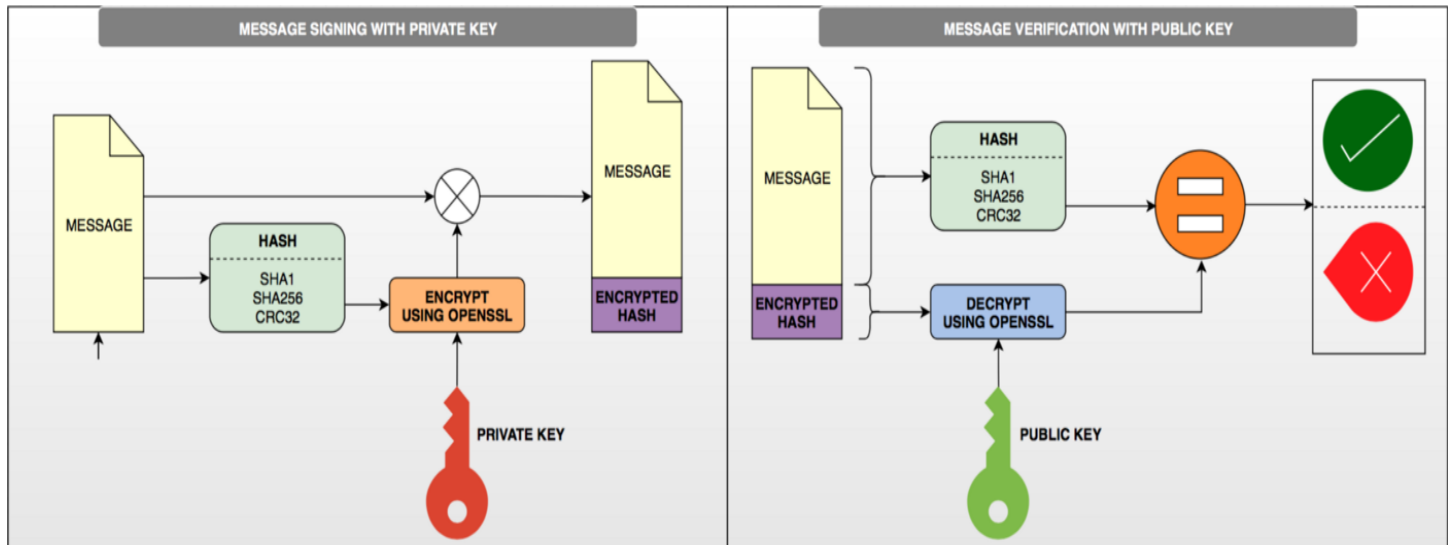 MESSAGE SIGNING WITH PRIVATE KEY
MESSAGE
HASH
SHA1
SHA256
CRC32
ENCRYPT
USING OPENSSL
MESSAGE
ENCRYPTED
HASH
PRIVATE KEY
MESSAGE VERIFICATION WITH PUBLIC KEY
MESSAGE
ENCRYPTED
HASH
HASH
SHA1
SHA256
CRC32
DECRYPT
USING OPENSSL
PUBLIC KEY